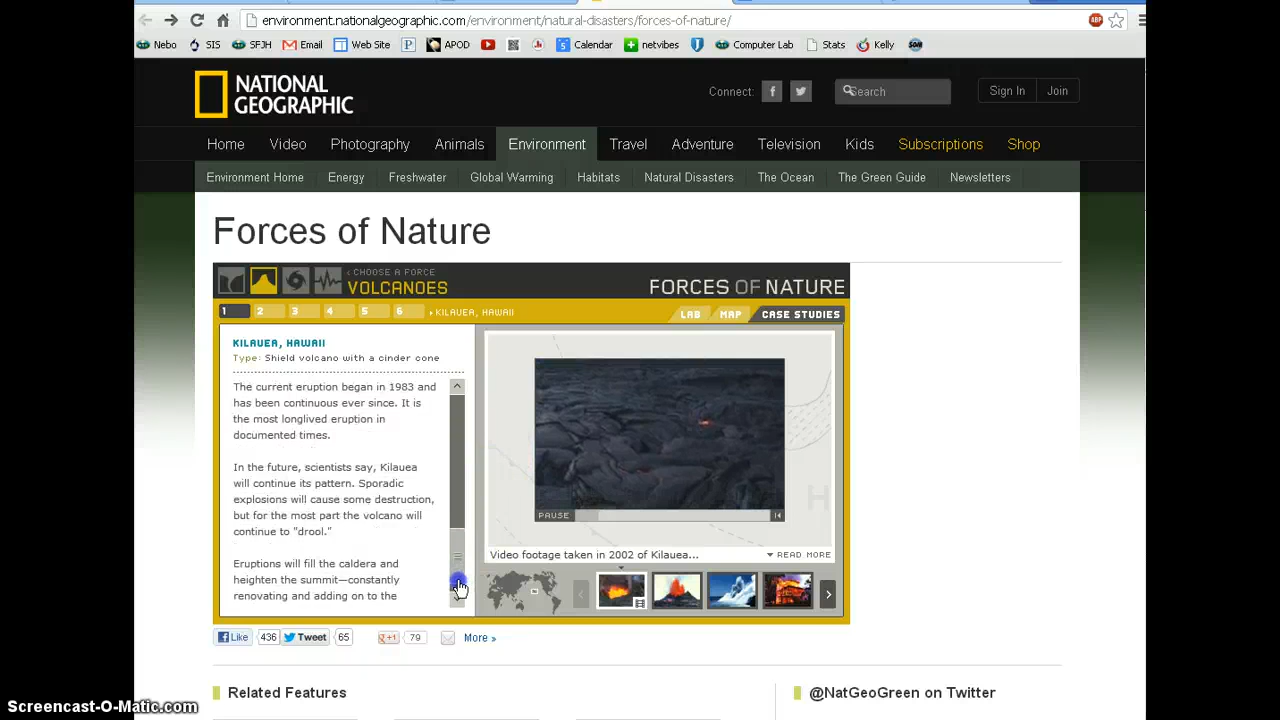 environment.nationalgeographic.com/environment/natural-disasters/forces-of-nature/
ABP
Nebo SIS SFJH Email Web Site APOD Calendar netvibes Computer Lab Stats Kelly
NATIONAL
GEOGRAPHIC
Connect: Search Sign In Join
Home Video Photography Animals Environment Travel Adventure Television Kids Subscriptions Shop
Environment Home Energy Freshwater Global Warming Habitats Natural Disasters The Ocean The Green Guide Newsletters
Forces of Nature
‹ CHOOSE A FORCE
VOLCANOES
FORCES OF NATURE
1 2 3 4 5 6 KILAUEA, HAWAII LAB MAP CASE STUDIES
KILAUEA, HAWAII
Type: Shield volcano with a cinder cone
The current eruption began in 1983 and
has been continuous ever since. It is
the most longlived eruption in
documented times.
In the future, scientists say, Kilauea
will continue its pattern. Sporadic
explosions will cause some destruction,
but for the most part the volcano will
continue to "drool."
Eruptions will fill the caldera and
heighten the summit—constantly
renovating and adding on to the
H
PAUSE
Video footage taken in 2002 of Kilauea... READ MORE
Like 436 Tweet 65 +1 79 More »
Related Features
@NatGeoGreen on Twitter
Screencast-O-Matic.com